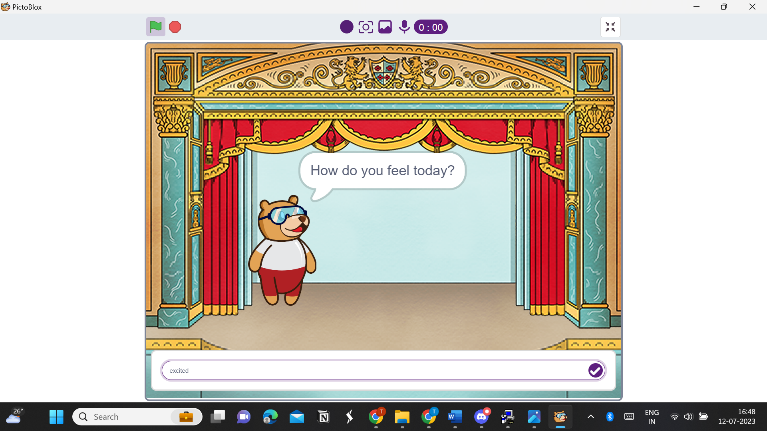 PictoBlox
0 : 00
How do you feel today?
excited
26°
Search
ENG
IN
16:48
12-07-2023